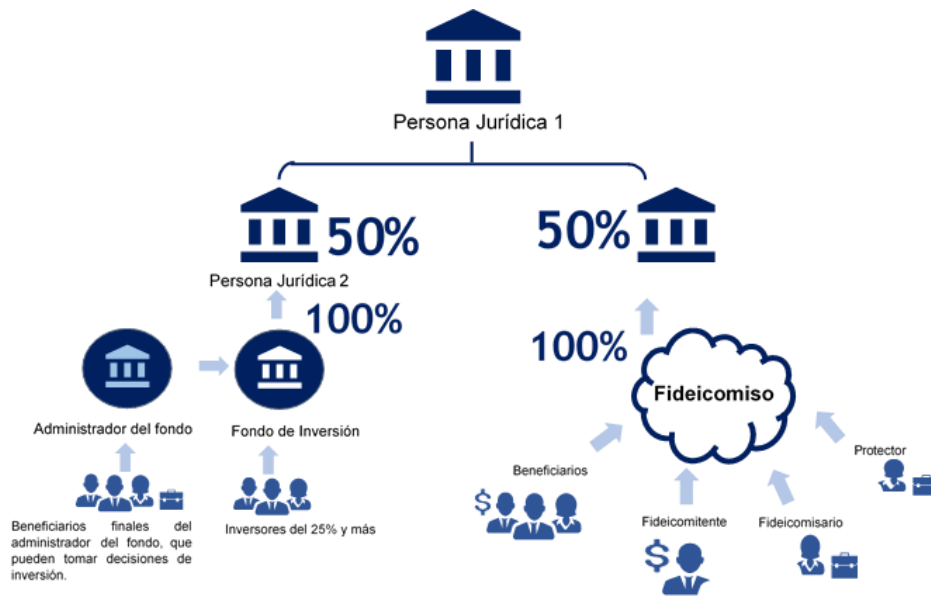 Persona Jurídica 1
50%
50%
Persona Jurídica 2
100%
100%
Fideicomiso
Administrador del fondo
Fondo de Inversión
Protector
Beneficiarios
$
Beneficiarios finales del
administrador del fondo, que
pueden tomar decisiones de
inversión.
Inversores del 25% y más
Fideicomitente
$
Fideicomisario